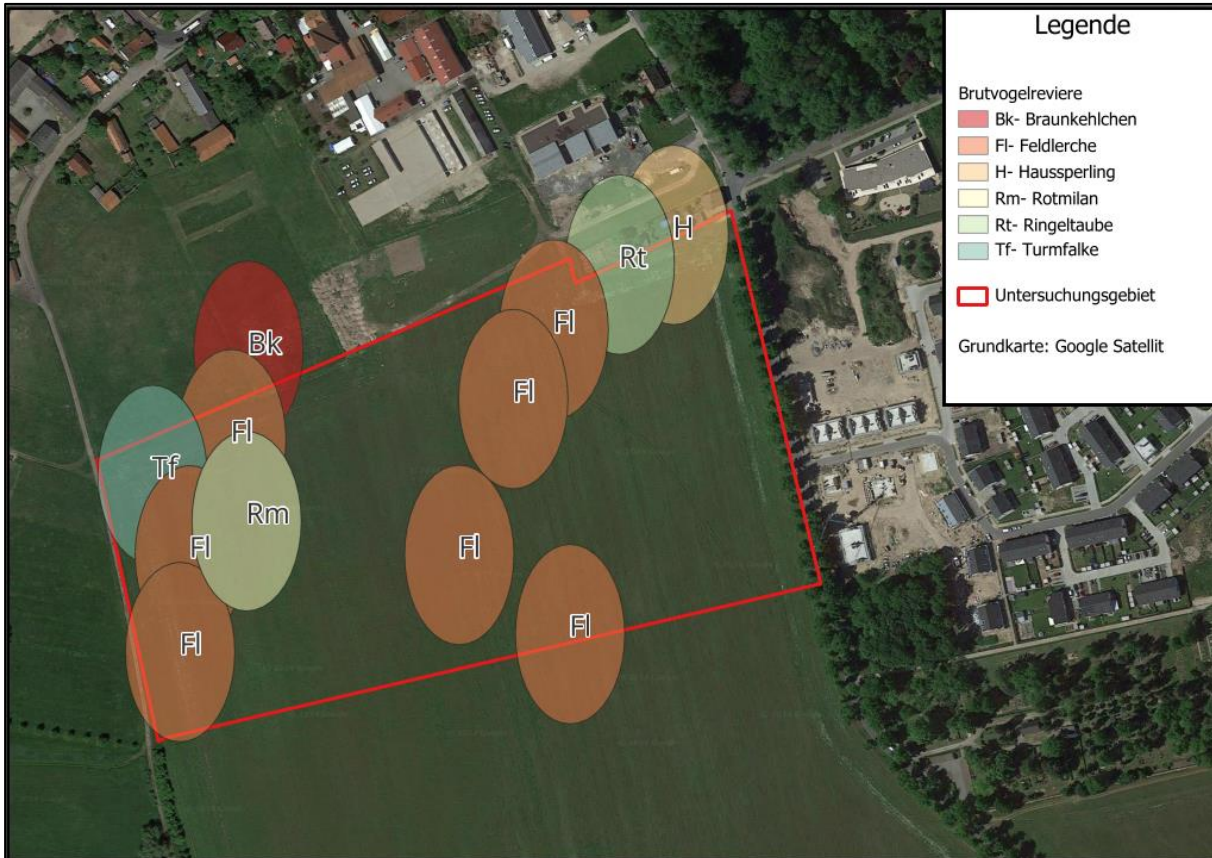 Legende
Brutvogelreviere
Bk- Braunkehlchen
Fl- Feldlerche
H- Haussperling
Rm- Rotmilan
Rt- Ringeltaube
Tf- Turmfalke
Untersuchungsgebiet
Grundkarte: Google Satellit
H
Rt
Fl
Bk
Fl
Fl
Tf
Rm
Fl
Fl
Fl
Fl